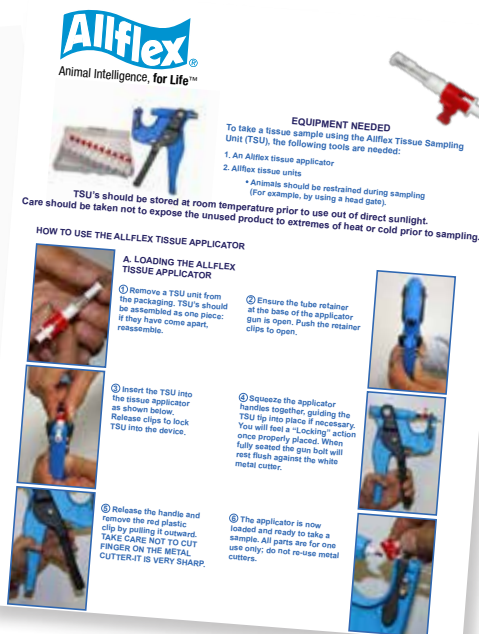 Allflex®
Animal Intelligence, for Life™
EQUIPMENT NEEDED
To take a tissue sample using the Allflex Tissue Sampling
Unit (TSU), the following tools are needed:
1. An Allflex tissue applicator
2. Allflex tissue units
• Animals should be restrained during sampling
(For example, by using a head gate).
TSU's should be stored at room temperature prior to use out of direct sunlight.
Care should be taken not to expose the unused product to extremes of heat or cold prior to sampling.
HOW TO USE THE ALLFLEX TISSUE APPLICATOR
A. LOADING THE ALLFLEX
TISSUE APPLICATOR
① Remove a TSU unit from
the packaging. TSU's should
be assembled as one piece:
if they have come apart,
reassemble.
② Ensure the tube retainer
at the base of the applicator
gun is open. Push the retainer
clips to open.
③ Insert the TSU into
the tissue applicator
as shown below.
Release clips to lock
TSU into the device.
④ Squeeze the applicator
handles together, guiding the
TSU tip into place if necessary.
You will feel a "Locking" action
once properly placed. When
fully seated the gun bolt will
rest flush against the white
metal cutter.
⑤ Release the handle and
remove the red plastic
clip by pulling it outward.
TAKE CARE NOT TO CUT
FINGER ON THE METAL
CUTTER-IT IS VERY SHARP.
⑥ The applicator is now
loaded and ready to take a
sample. All parts are for one
use only; do not re-use metal
cutters.